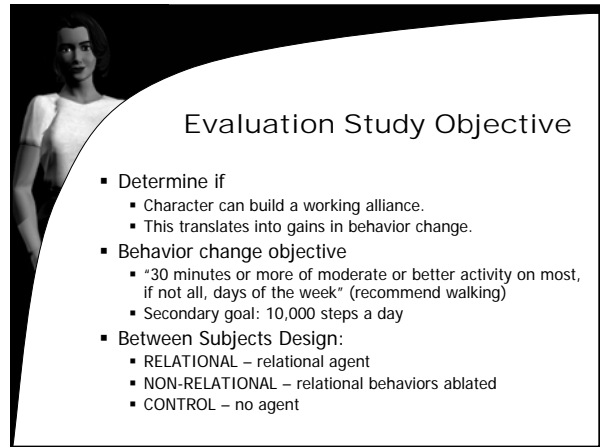 Evaluation Study Objective
▪ Determine if
▪ Character can build a working alliance.
▪ This translates into gains in behavior change.
▪ Behavior change objective
▪ “30 minutes or more of moderate or better activity on most,
if not all, days of the week” (recommend walking)
▪ Secondary goal: 10,000 steps a day
▪ Between Subjects Design:
▪ RELATIONAL – relational agent
▪ NON-RELATIONAL – relational behaviors ablated
▪ CONTROL – no agent